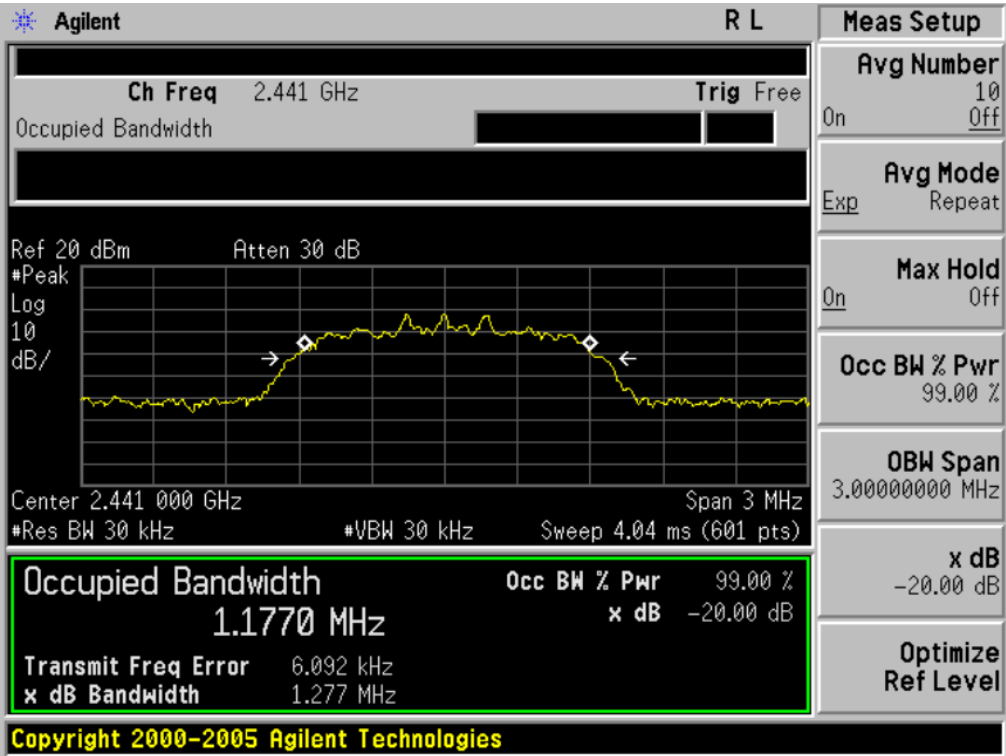 Agilent R L Meas Setup
Ch Freq 2.441 GHz Trig Free
Occupied Bandwidth
Avg Number
10
On Off
Avg Mode
Exp Repeat
Max Hold
On Off
Occ BW % Pwr
99.00 %
OBW Span
3.00000000 MHz
x dB
-20.00 dB
Optimize
Ref Level
Ref 20 dBm Atten 30 dB
#Peak
Log
10
dB/
Center 2.441 000 GHz Span 3 MHz
#Res BW 30 kHz #VBW 30 kHz Sweep 4.04 ms (601 pts)
Occupied Bandwidth Occ BW % Pwr 99.00 %
1.1770 MHz x dB -20.00 dB
Transmit Freq Error 6.092 kHz
x dB Bandwidth 1.277 MHz
Copyright 2000-2005 Agilent Technologies